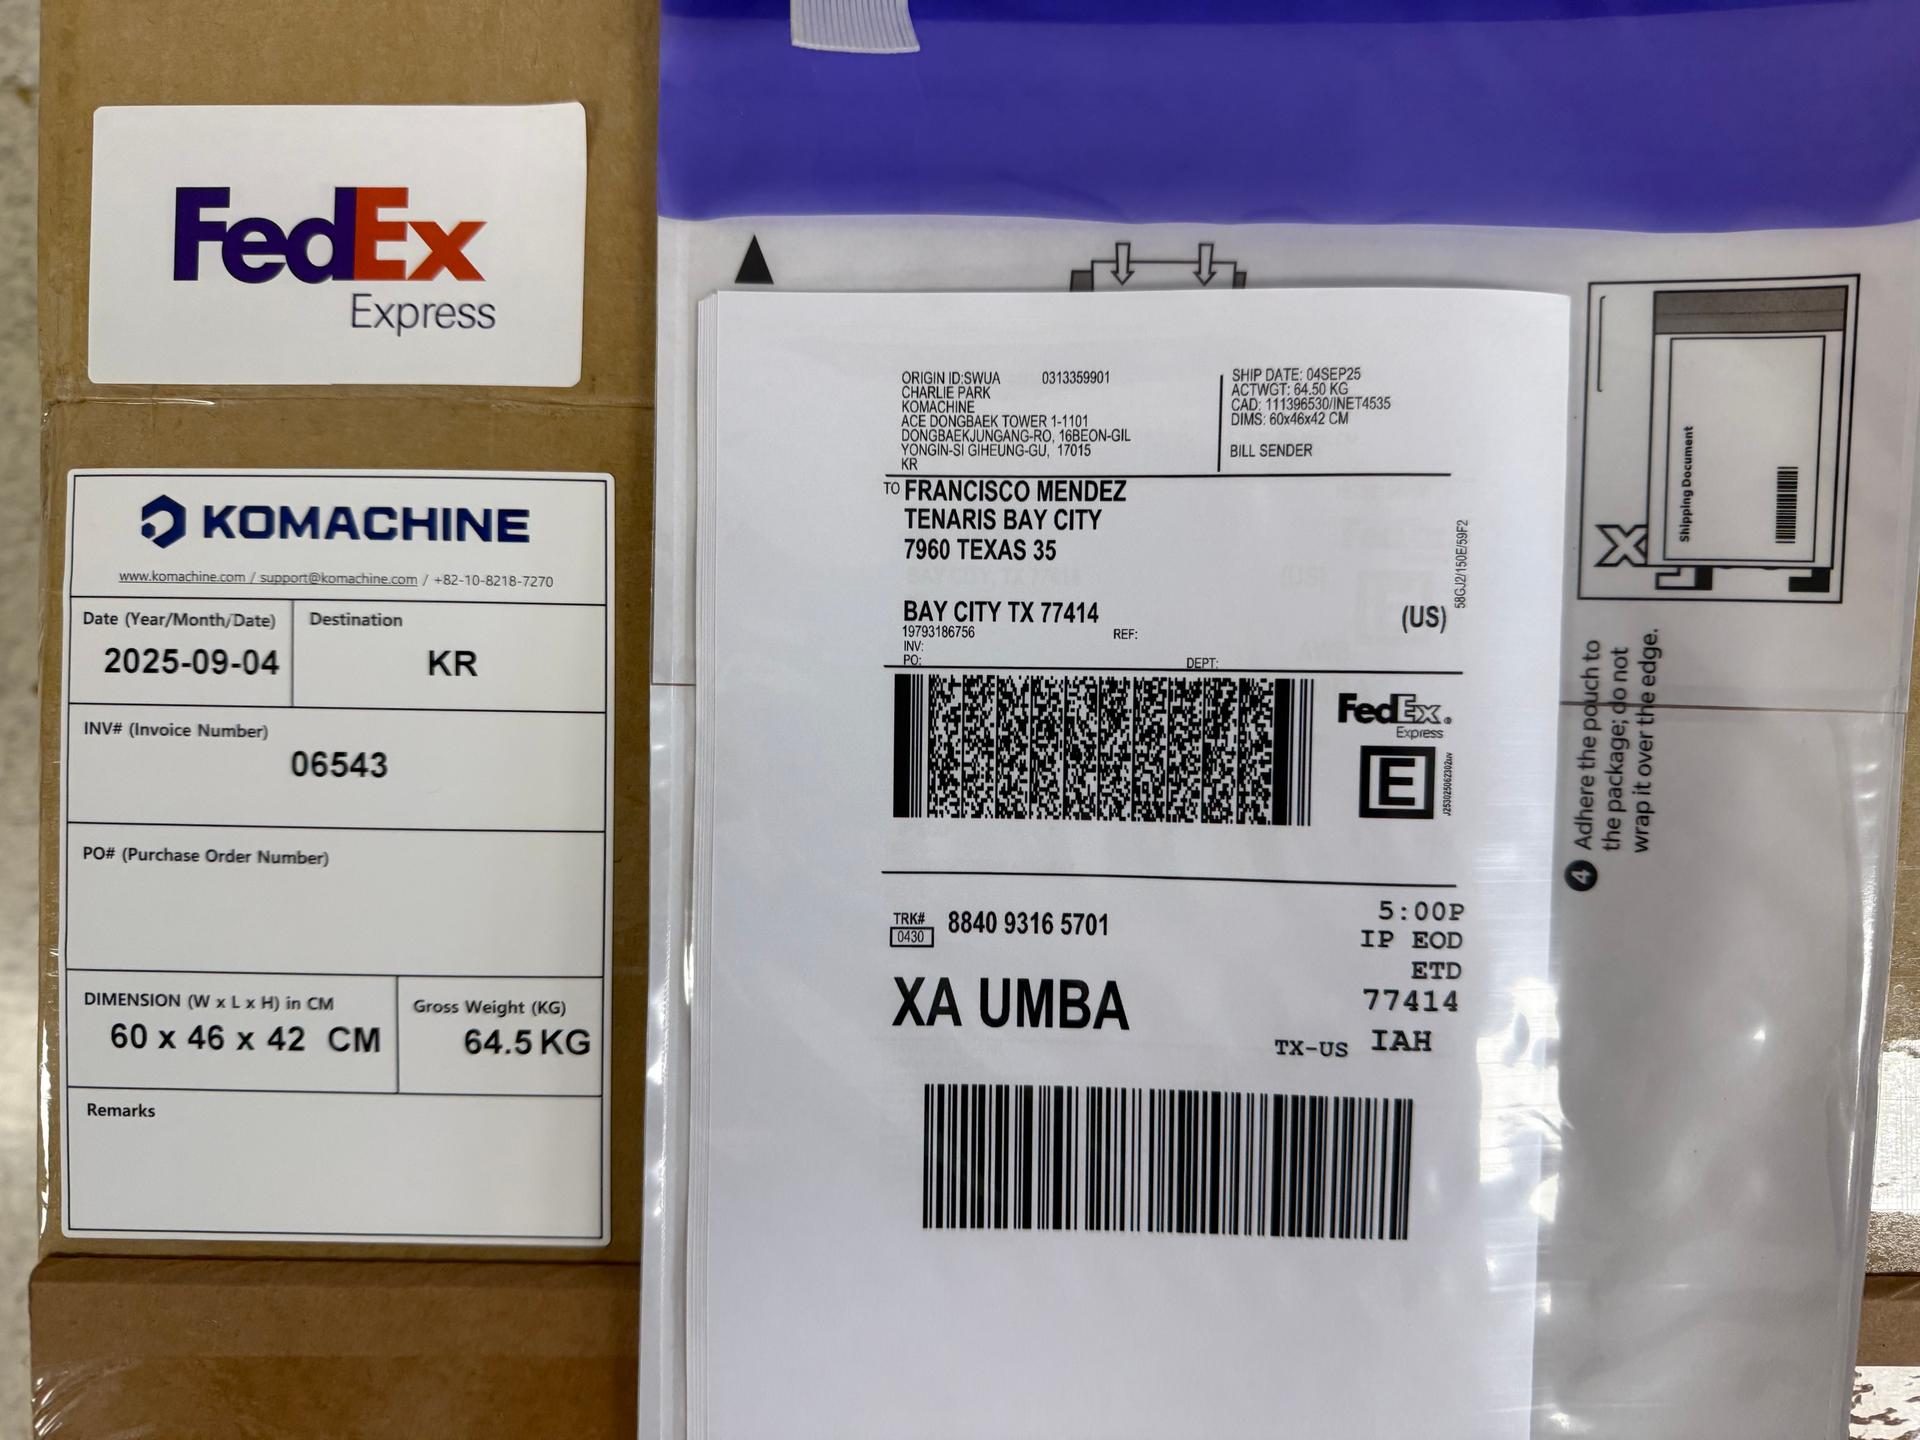 FedEx
Express
KOMACHINE
www.komachine.com / support@komachine.com / +82-10-8218-7270
Date (Year/Month/Date)
2025-09-04
Destination
KR
INV# (Invoice Number)
06543
PO# (Purchase Order Number)
DIMENSION (W x L x H) in CM
60 x 46 x 42 CM
Gross Weight (KG)
64.5 KG
Remarks
ORIGIN ID:SWUA 0313359901
CHARLIE PARK
KOMACHINE
ACE DONGBAEK TOWER 1-1101
DONGBAEKJUNGANG-RO, 16BEON-GIL
YONGIN-SI GIHEUNG-GU, 17015
KR
SHIP DATE: 04SEP25
ACTWGT: 64.50 KG
CAD: 111396530/INET4535
DIMS: 60x46x42 CM
BILL SENDER
TO FRANCISCO MENDEZ
TENARIS BAY CITY
7960 TEXAS 35
BAY CITY TX 77414
(US)
19793186756 REF:
INV:
PO: DEPT:
58GJ2/150E/59F2
FedEx
Express
E
TRK#
0430
8840 9316 5701
5:00P
IP EOD
ETD
77414
XA UMBA
TX-US IAH
Shipping Document
X
4 Adhere the pouch to
the package; do not
wrap it over the edge.